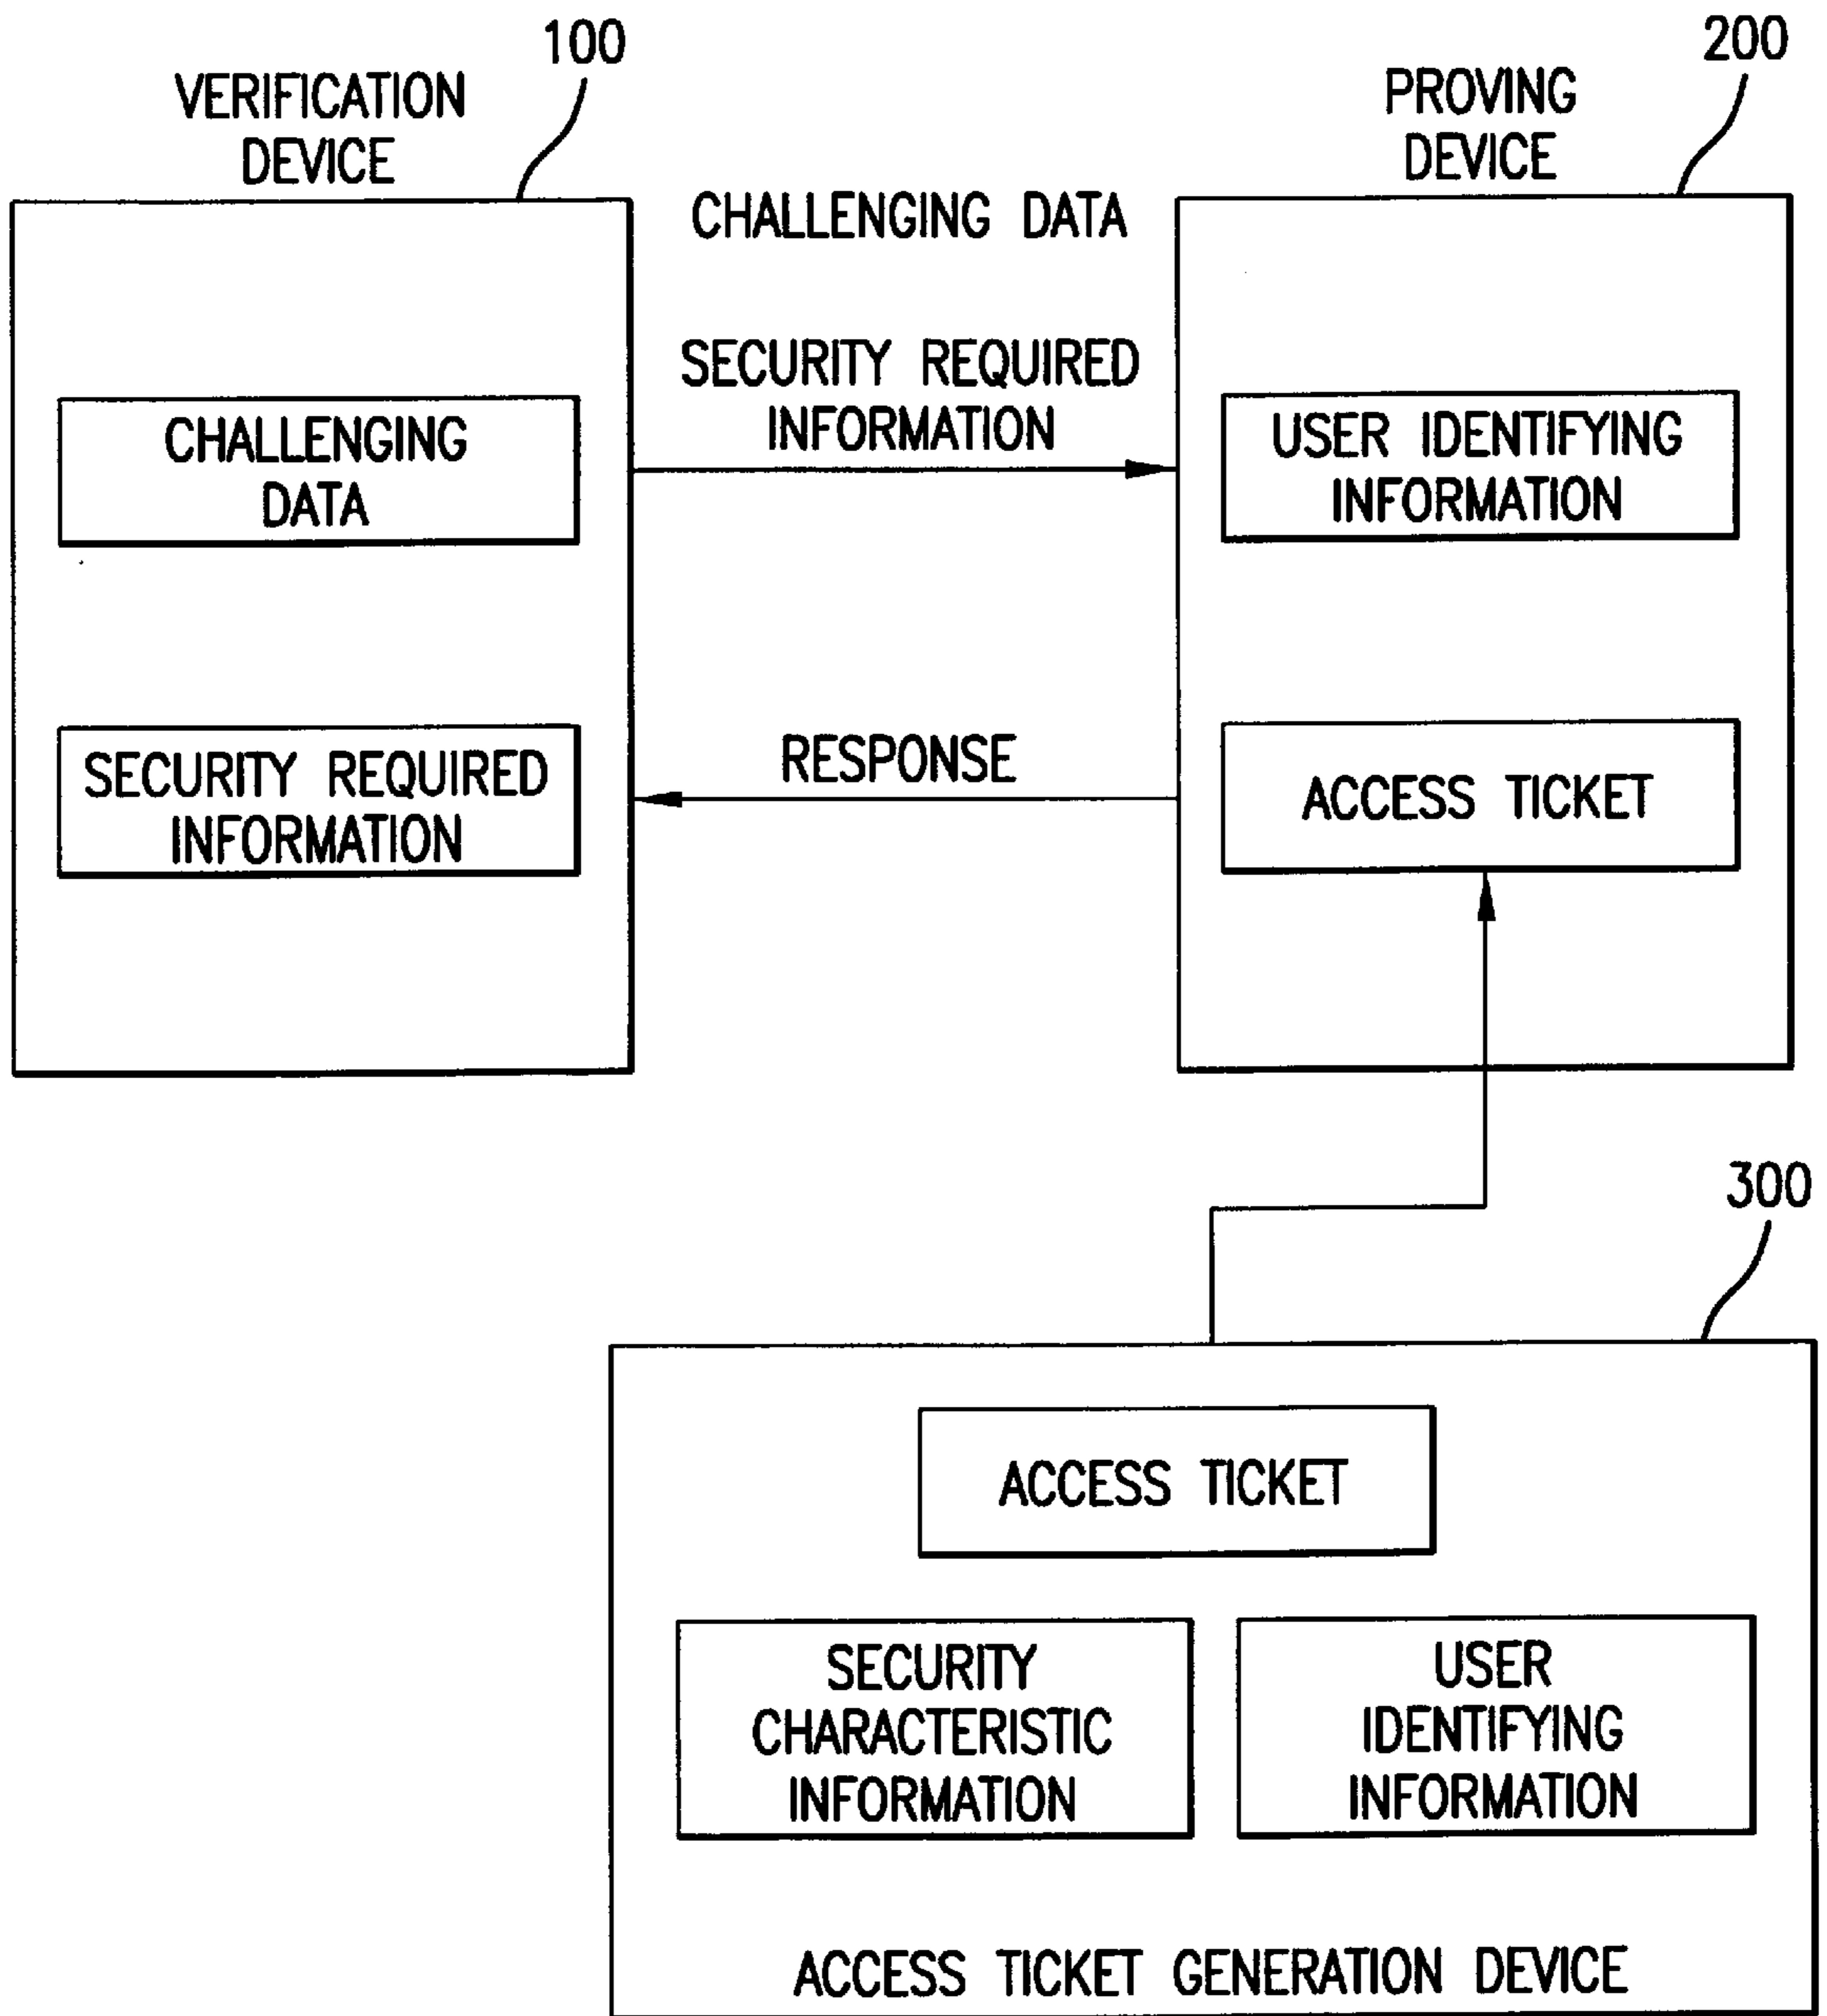 100
VERIFICATION
DEVICE
200
PROVING
DEVICE
CHALLENGING DATA
SECURITY REQUIRED
INFORMATION
CHALLENGING
DATA
USER IDENTIFYING
INFORMATION
SECURITY REQUIRED
INFORMATION
RESPONSE
ACCESS TICKET
300
ACCESS TICKET
SECURITY
CHARACTERISTIC
INFORMATION
USER
IDENTIFYING
INFORMATION
ACCESS TICKET GENERATION DEVICE